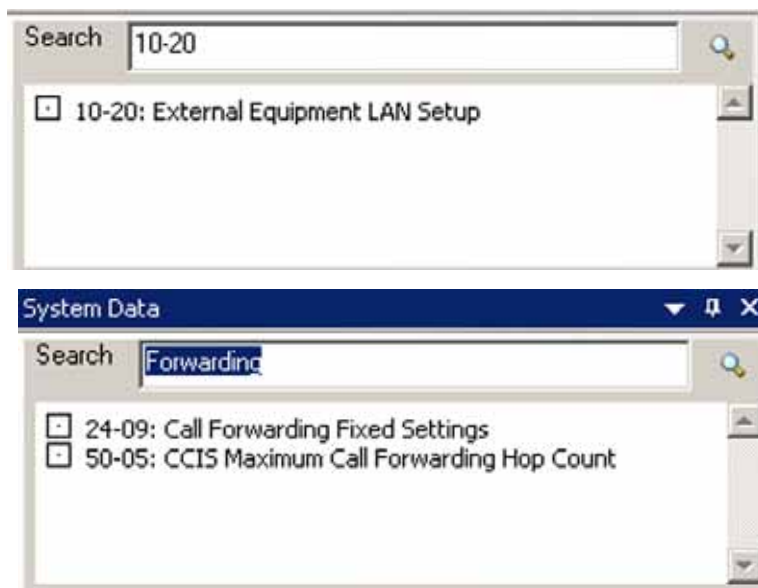 Search 10-20
10-20: External Equipment LAN Setup
System Data
Search Forwarding
24-09: Call Forwarding Fixed Settings
50-05: CCIS Maximum Call Forwarding Hop Count